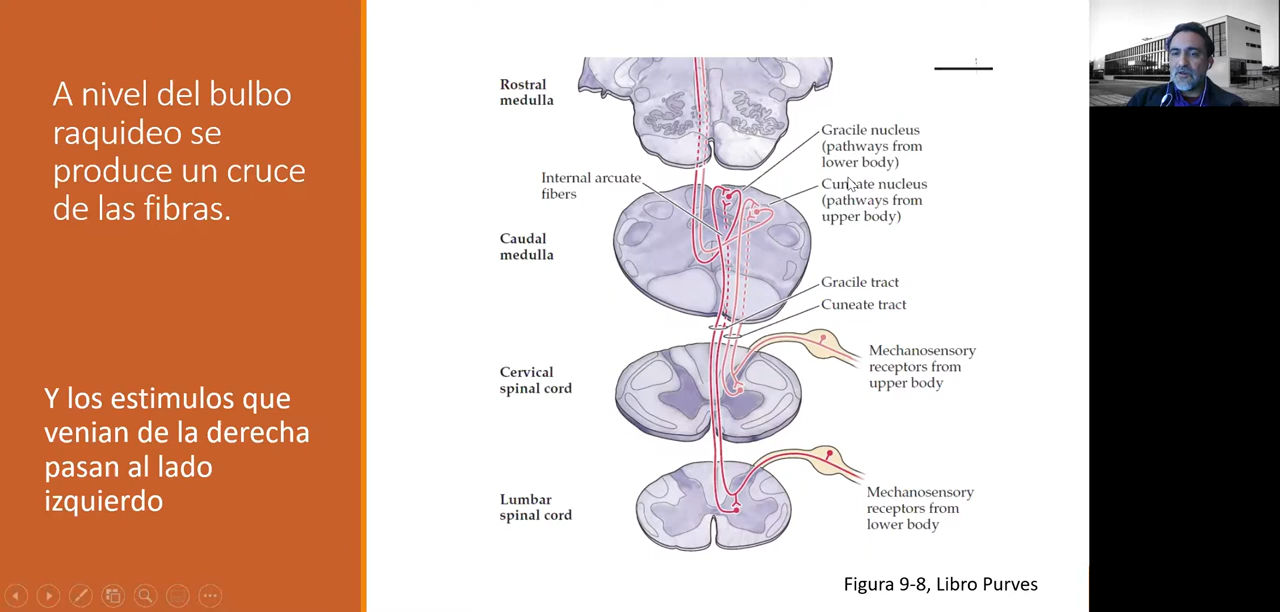 A nivel del bulbo
raquideo se
produce un cruce
de las fibras.
Y los estimulos que
venian de la derecha
pasan al lado
izquierdo
Rostral
medulla
Gracile nucleus
(pathways from
lower body)
Internal arcuate
fibers
Cuneate nucleus
(pathways from
upper body)
Caudal
medulla
Gracile tract
Cuneate tract
Cervical
spinal cord
Mechanosensory
receptors from
upper body
Lumbar
spinal cord
Mechanosensory
receptors from
lower body
Figura 9-8, Libro Purves